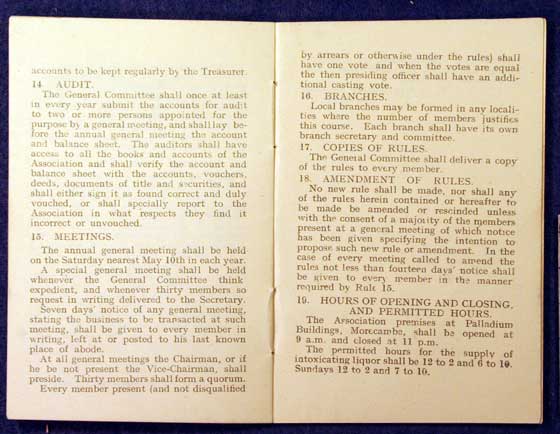 accounts to be kept regularly by the Treasurer.
14. AUDIT.
The General Committee shall once at least
in every year submit the accounts for audit
to two or more persons appointed for the
purpose by a general meeting, and shall lay be-
fore the annual general meeting the account
and balance sheet. The auditors shall have
access to all the books and accounts of the
Association and shall verify the account and
balance sheet with the accounts, vouchers,
deeds, documents of title and securities, and
shall either sign it as found correct and duly
vouched, or shall specially report to the
Association in what respects they find it
incorrect or unvouched.
15. MEETINGS.
The annual general meeting shall be held
on the Saturday nearest May 10th in each year.
A special general meeting shall be held
whenever the General Committee think
expedient, and whenever thirty members so
request in writing delivered to the Secretary.
Seven days' notice of any general meeting,
stating the business to be transacted at such
meeting, shall be given to every member in
writing, left at or posted to his last known
place of abode.
At all general meetings the Chairman, or if
he be not present the Vice-Chairman, shall
preside. Thirty members shall form a quorum.
Every member present (and not disqualified
by arrears or otherwise under the rules) shall
have one vote and when the votes are equal
the then presiding officer shall have an addi-
tional casting vote.
16. BRANCHES.
Local branches may be formed in any locali-
ties where the number of members justifies
this course. Each branch shall have its own
branch secretary and committee.
17. COPIES OF RULES.
The General Committee shall deliver a copy
of the rules to every member.
18. AMENDMENT OF RULES.
No new rule shall be made, nor shall any
of the rules herein contained or hereafter to
be made be amended or rescinded unless
with the consent of a majority of the members
present at a general meeting of which notice
has been given specifying the intention to
propose such new rule or amendment. In the
case of every meeting called to amend the
rules not less than fourteen days' notice shall
be given to every member in the manner
required by Rule 15.
19. HOURS OF OPENING AND CLOSING,
AND PERMITTED HOURS.
The Association premises at Palladium
Buildings, Morecambe, shall be opened at
9 a.m. and closed at 11 p.m.
The permitted hours for the supply of
intoxicating liquor shall be 12 to 2 and 6 to 10.
Sundays 12 to 2 and 7 to 10.